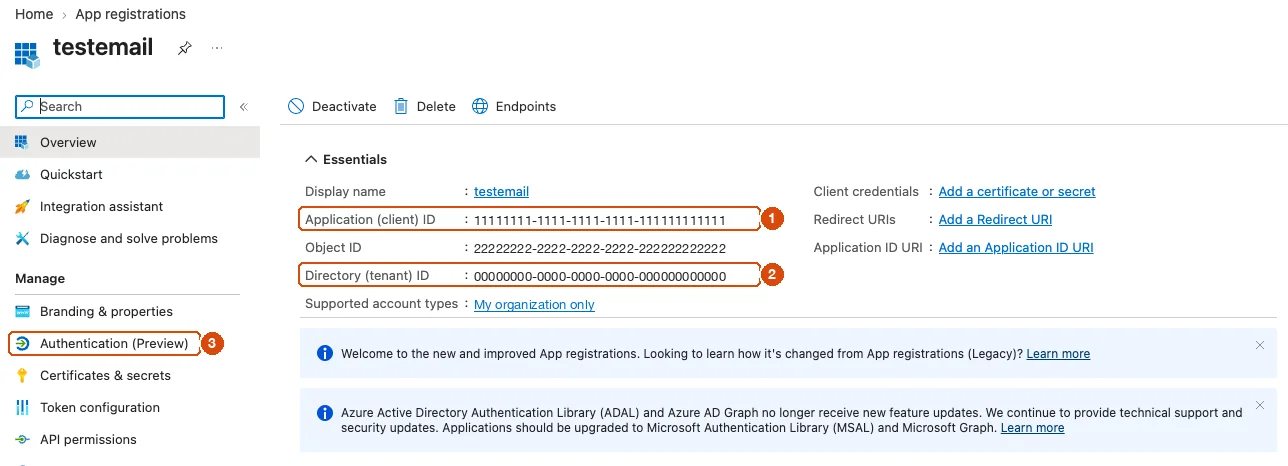 Home > App registrations
testemail
Search
Overview
Quickstart
Integration assistant
Diagnose and solve problems
Manage
Branding & properties
Authentication (Preview) 3
Certificates & secrets
Token configuration
API permissions
Deactivate Delete Endpoints
Essentials
Display name : testemail
Application (client) ID : 11111111-1111-1111-1111-111111111111 1
Object ID : 22222222-2222-2222-2222-222222222222
Directory (tenant) ID : 00000000-0000-0000-0000-000000000000 2
Supported account types : My organization only
Client credentials : Add a certificate or secret
Redirect URIs : Add a Redirect URI
Application ID URI : Add an Application ID URI
Welcome to the new and improved App registrations. Looking to learn how it's changed from App registrations (Legacy)? Learn more
Azure Active Directory Authentication Library (ADAL) and Azure AD Graph no longer receive new feature updates. We continue to provide technical support and
security updates. Applications should be upgraded to Microsoft Authentication Library (MSAL) and Microsoft Graph. Learn more